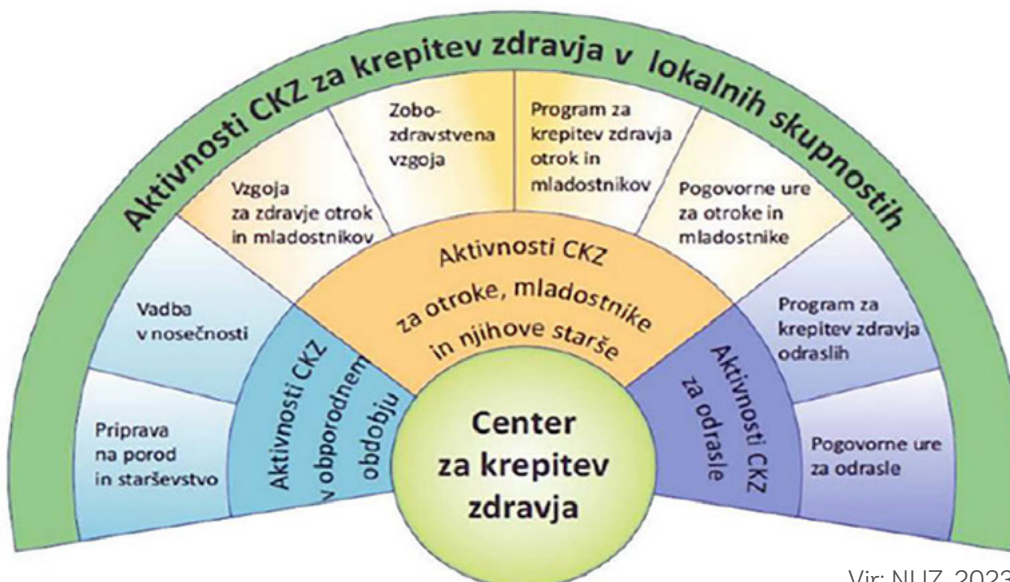 Aktivnosti CKZ za krepitev zdravja v lokalnih skupnostih
Zobo-
zdravstvena
vzgoja
Program za
krepitev zdravja
otrok in
mladostnikov
Vzgoja
za zdravje otrok
in mladostnikov
Pogovorne ure
za otroke in
mladostnike
Aktivnosti CKZ
za otroke, mladostnike
in njihove starše
Vadba
v nosečnosti
Program za
krepitev zdravja
odraslih
Aktivnosti CKZ
v obporodnem
obdobju
Aktivnosti CKZ
za odrasle
Priprava
na porod
in starševstvo
Pogovorne ure
za odrasle
Center
za krepitev
zdravja
Vir: NIJZ, 2023